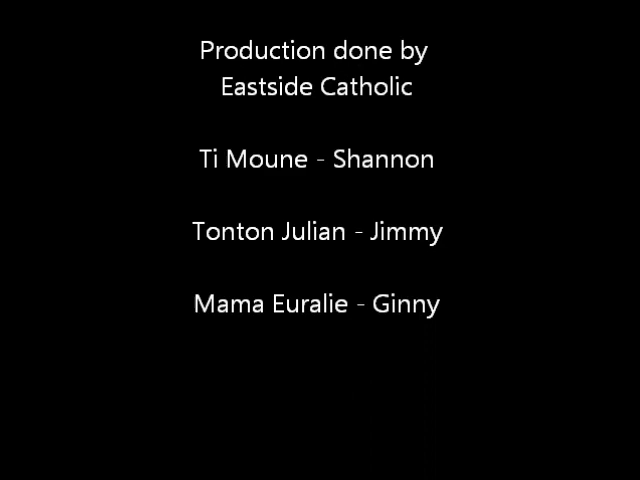 Production done by
Eastside Catholic
Ti Moune - Shannon
Tonton Julian - Jimmy
Mama Euralie - Ginny